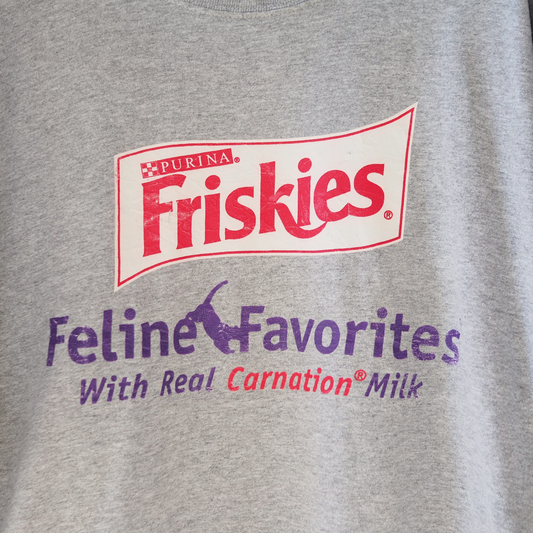 PURINA®
Friskies®
Feline Favorites
With Real Carnation® Milk